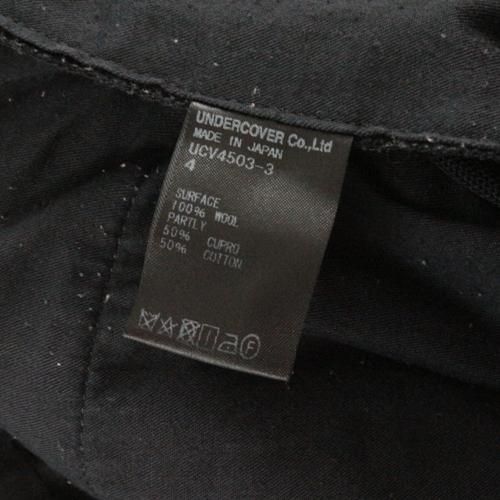 UNDERCOVER Co.,Ltd
MADE IN JAPAN
UCV4503-3
4
SURFACE
100% WOOL
PARTLY
50% CUPRO
50% COTTON
F